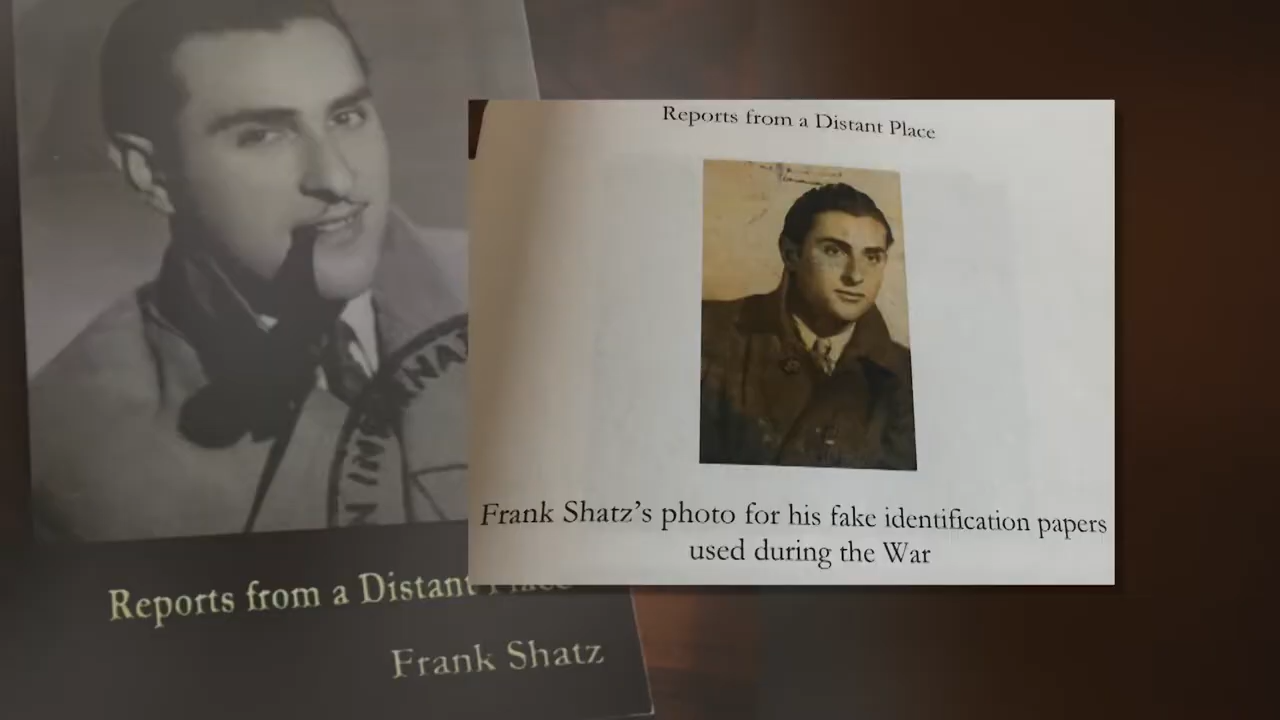 Reports from a Distant Place
Frank Shatz's photo for his fake identification papers
used during the War
Reports from a Distant
Frank Shatz